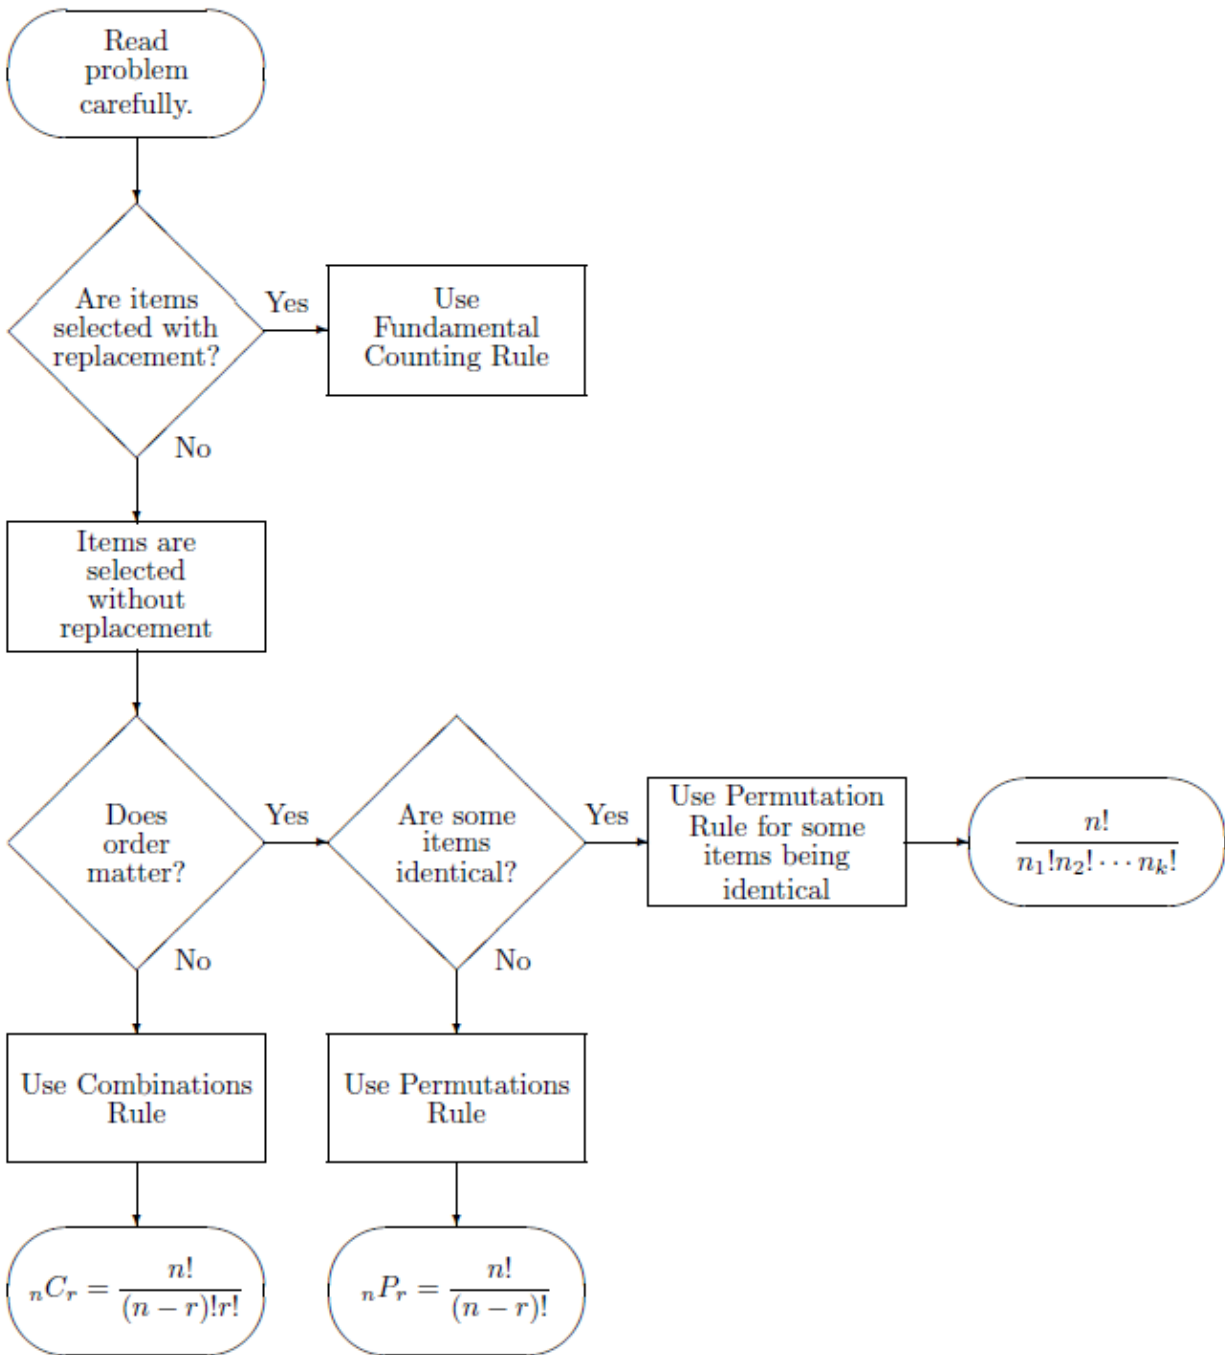 Read
problem
carefully.
Are items
selected with
replacement?
Yes
Use
Fundamental
Counting Rule
No
Items are
selected
without
replacement
Does
order
matter?
Yes
Are some
items
identical?
Yes
Use Permutation
Rule for some
items being
identical
n!
n₁!n₂! ⋯ nₖ!
No
No
Use Combinations
Rule
Use Permutations
Rule
ₙCᵣ = n! / (n − r)!r!
ₙPᵣ = n! / (n − r)!